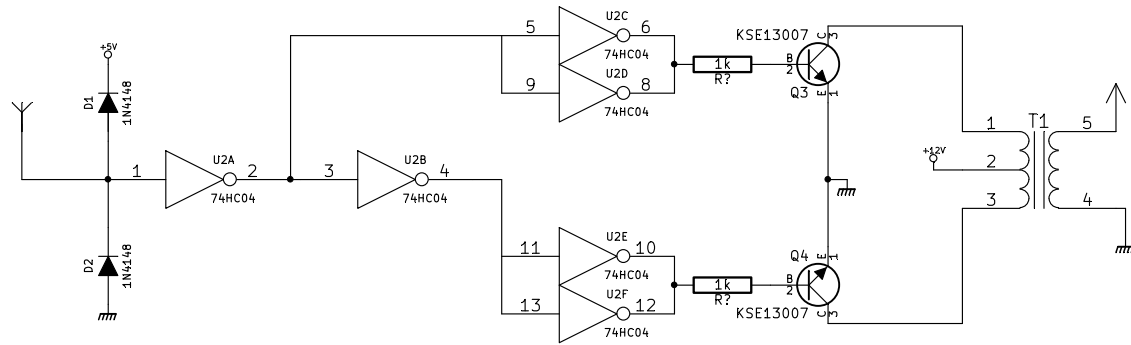 +5V
D1
1N4148
D2
1N4148
1
U2A
2
74HC04
3
U2B
4
74HC04
5
U2C
6
74HC04
9
U2D
8
74HC04
11
U2E
10
74HC04
13
U2F
12
74HC04
1k
R?
1k
R?
KSE13007
C
3
B
2
Q3
E
1
Q4
E
1
B
2
KSE13007
C
3
+12V
T1
1
2
3
5
4